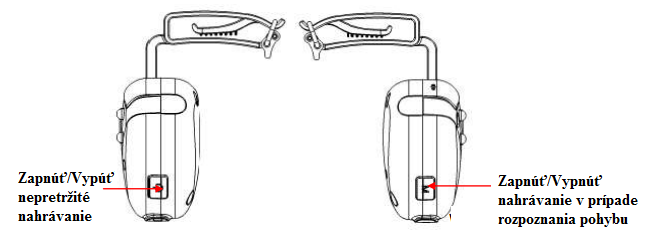 Zapnúť/Vypúť
nepretržité
nahrávanie
Zapnúť/Vypnúť
nahrávanie v prípade
rozpoznania pohybu